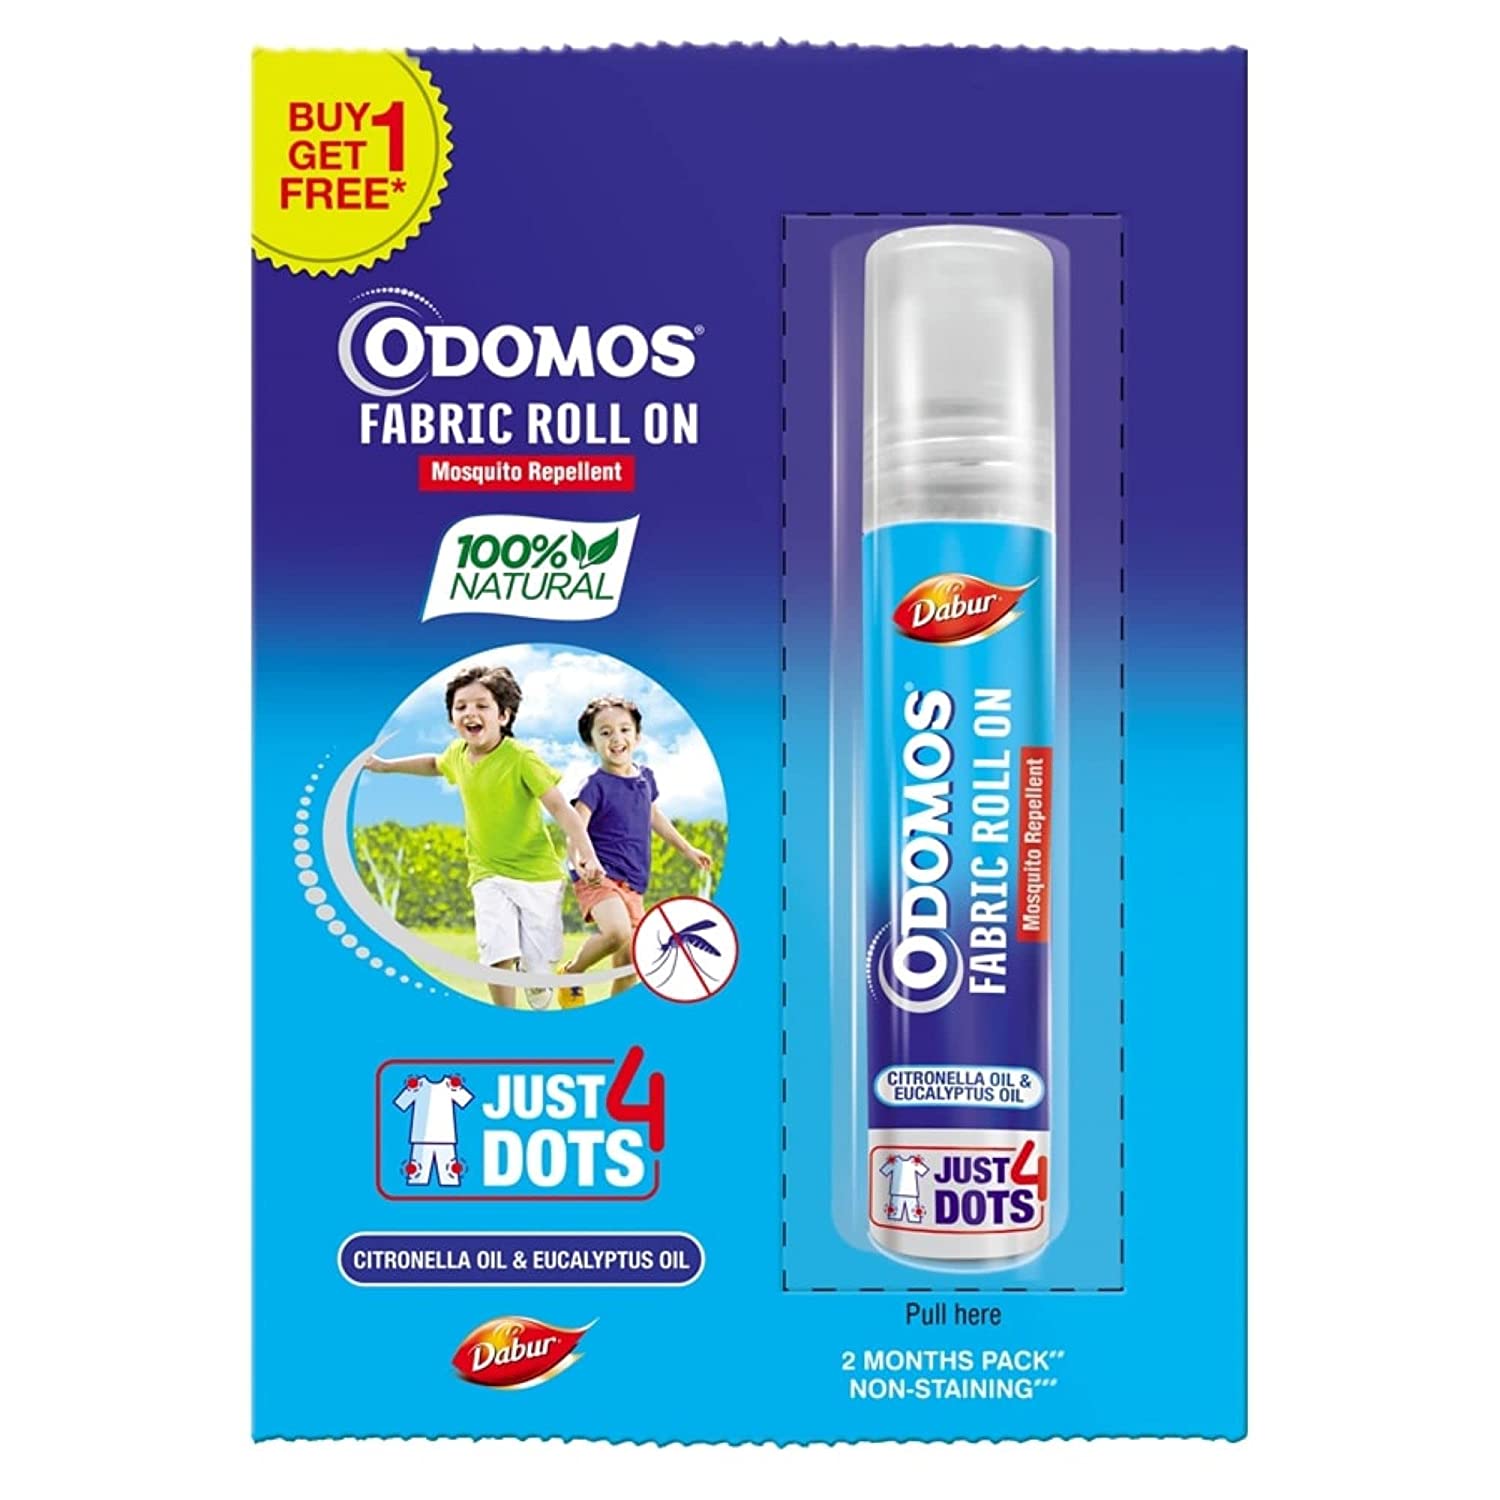 BUY 1
GET
FREE*
ODOMOS®
FABRIC ROLL ON
Mosquito Repellent
100%
NATURAL
JUST 4
DOTS
CITRONELLA OIL & EUCALYPTUS OIL
Dabur
Dabur
ODOMOS®
FABRIC ROLL ON
Mosquito Repellent
CITRONELLA OIL &
EUCALYPTUS OIL
JUST 4
DOTS
Pull here
2 MONTHS PACK##
NON-STAINING###